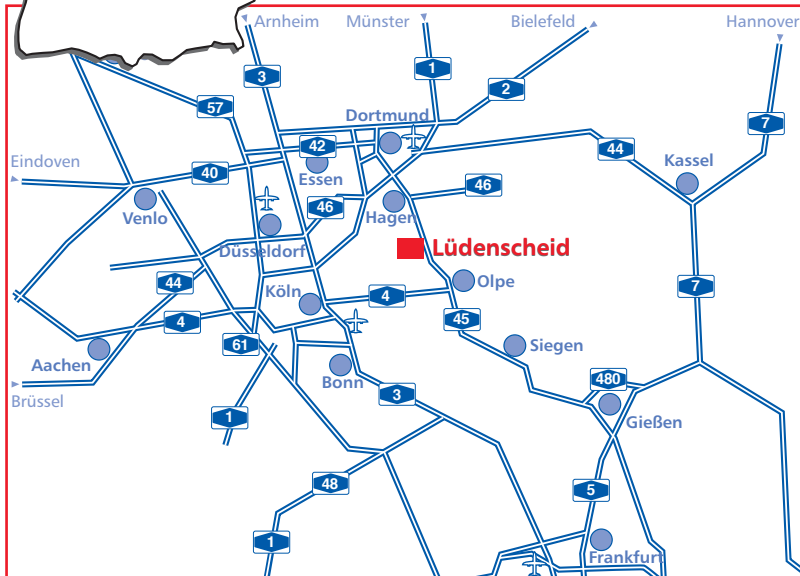 Arnheim
Münster
Bielefeld
Hannover
3
1
2
57
7
Dortmund
42
44
Eindoven
40
Essen
Kassel
46
46
Venlo
Hagen
Düsseldorf
Lüdenscheid
44
Köln
4
Olpe
7
4
45
61
Siegen
Aachen
Bonn
480
3
Brüssel
1
Gießen
48
5
1
Frankfurt